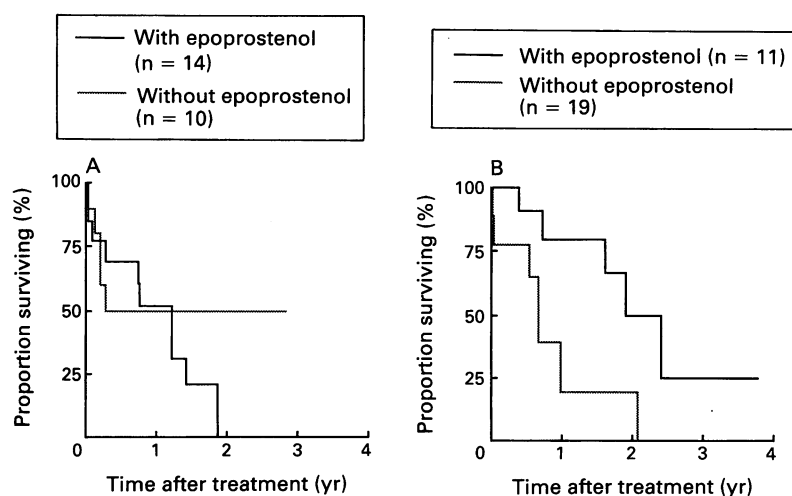 With epoprostenol
(n = 14)
Without epoprostenol
(n = 10)
With epoprostenol (n = 11)
Without epoprostenol
(n = 19)
A
100
75
50
25
0
1
2
3
4
Proportion surviving (%)
Time after treatment (yr)
B
100
75
50
25
0
1
2
3
4
Proportion surviving (%)
Time after treatment (yr)